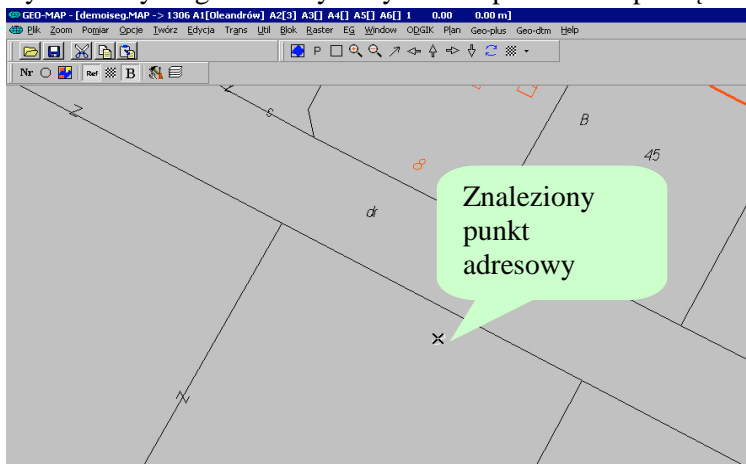 GEO-MAP - [demoiseg.MAP -> 1306 A1[Oleandrów] A2[3] A3[] A4[] A5[] A6[] 1 0.00 0.00 m]
Plik Zoom Pomiar Opcje Twórz Edycja Trans Util Blok Raster EG Window ODGIK Plan Geo-plus Geo-dtm Help
P
Nr Ref B
B
45
8
dr
Znaleziony
punkt
adresowy